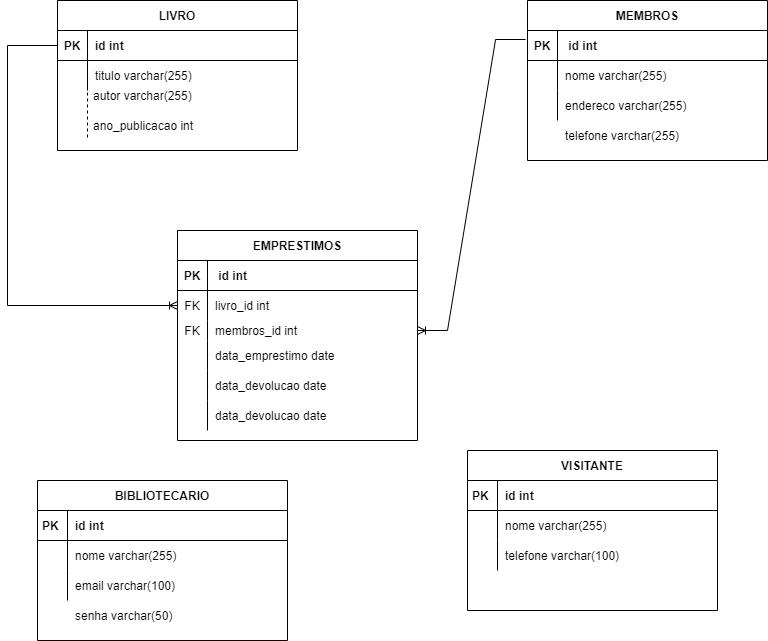 LIVRO
PK id int
titulo varchar(255)
autor varchar(255)
ano_publicacao int
MEMBROS
PK id int
nome varchar(255)
endereco varchar(255)
telefone varchar(255)
EMPRESTIMOS
PK id int
FK livro_id int
FK membros_id int
data_emprestimo date
data_devolucao date
data_devolucao date
BIBLIOTECARIO
PK id int
nome varchar(255)
email varchar(100)
senha varchar(50)
VISITANTE
PK id int
nome varchar(255)
telefone varchar(100)